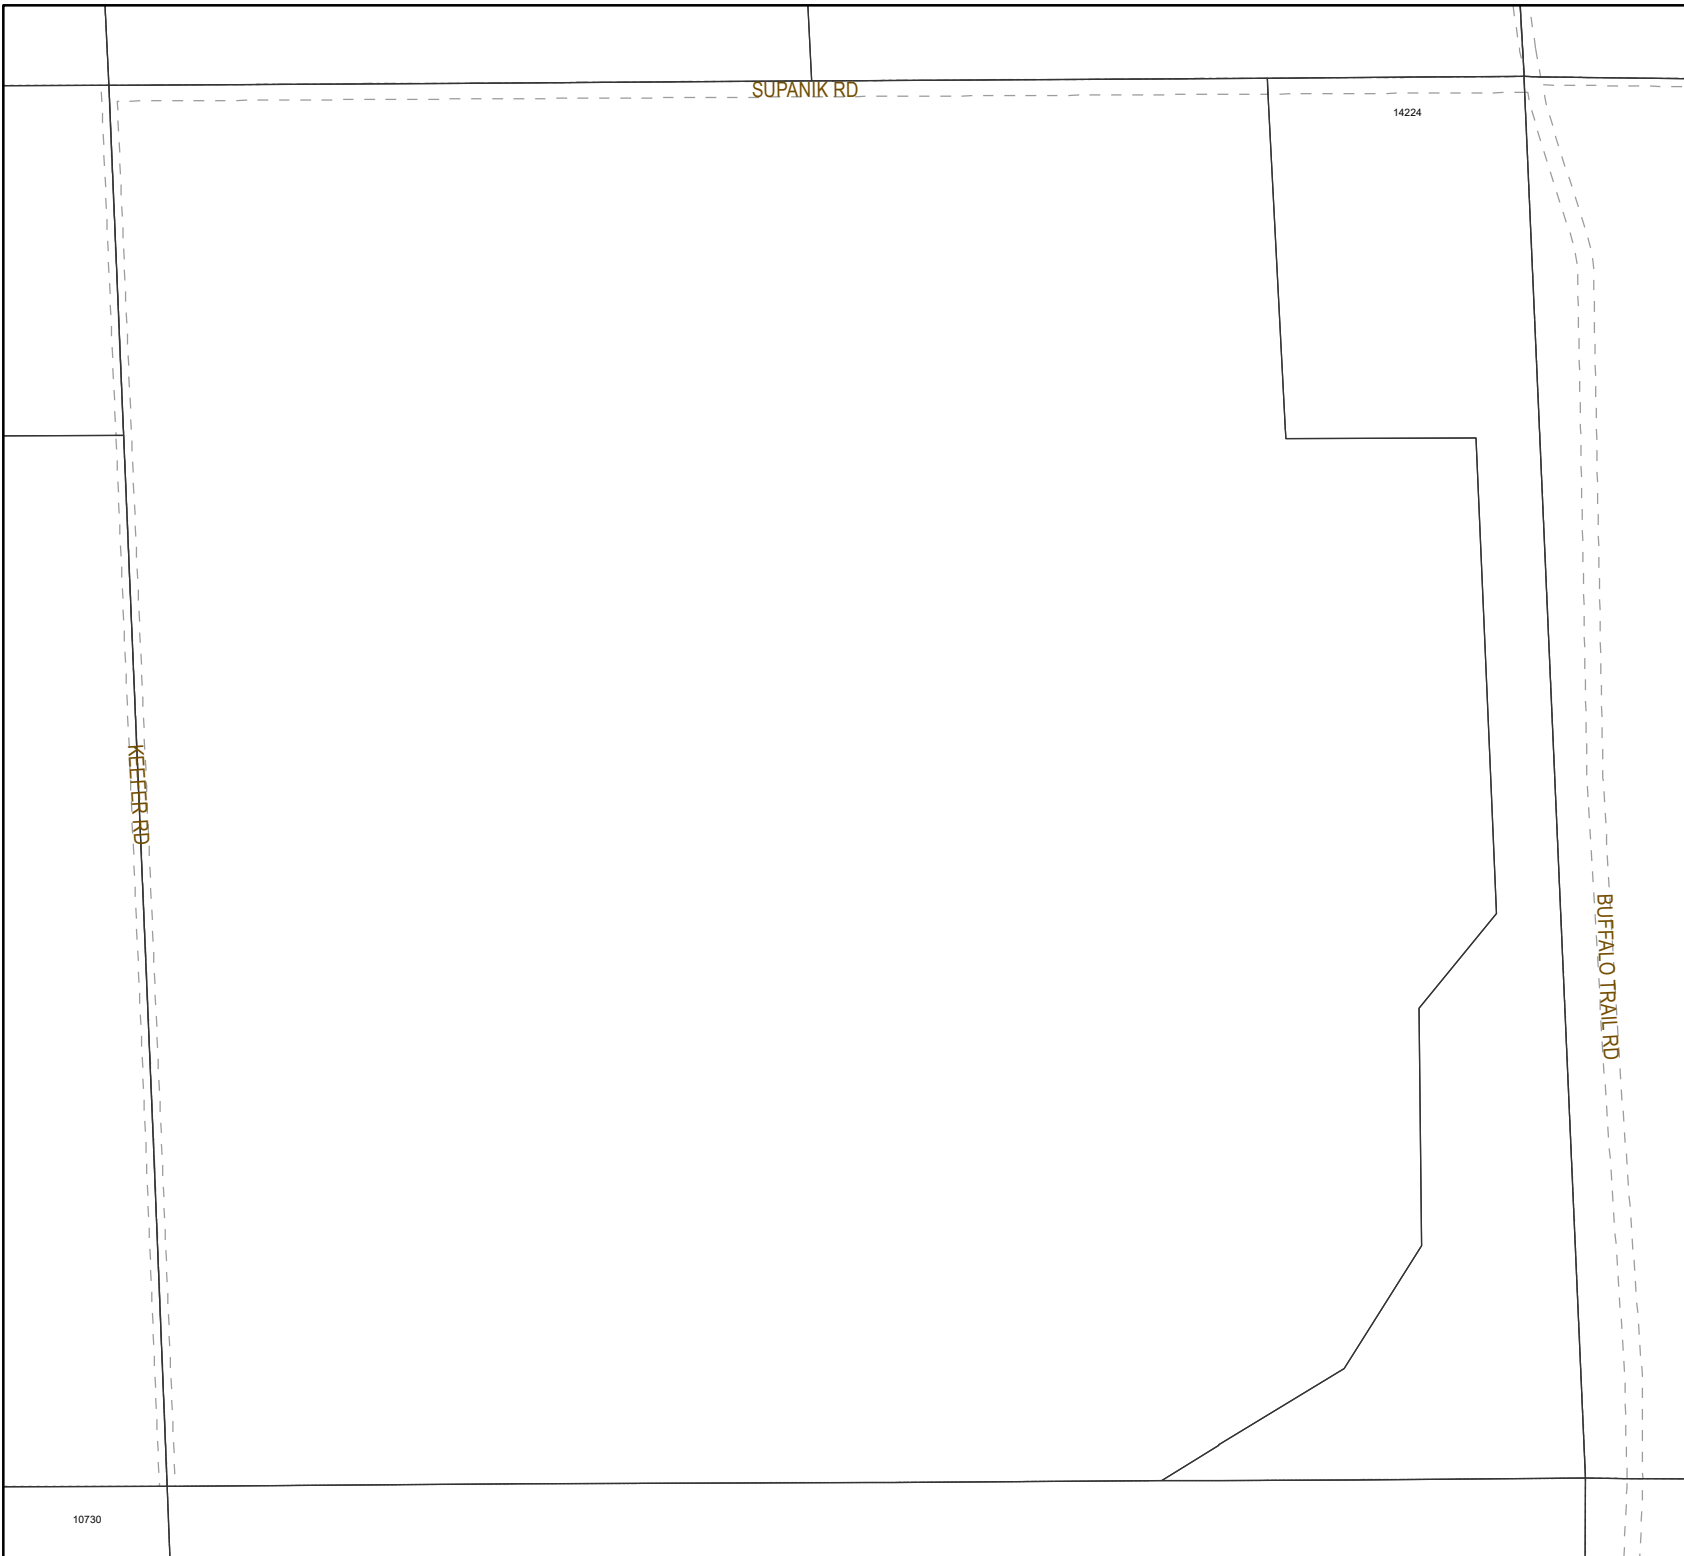 SUPANIK RD
14224
KEEFER RD
BUFFALO TRAIL RD
10730